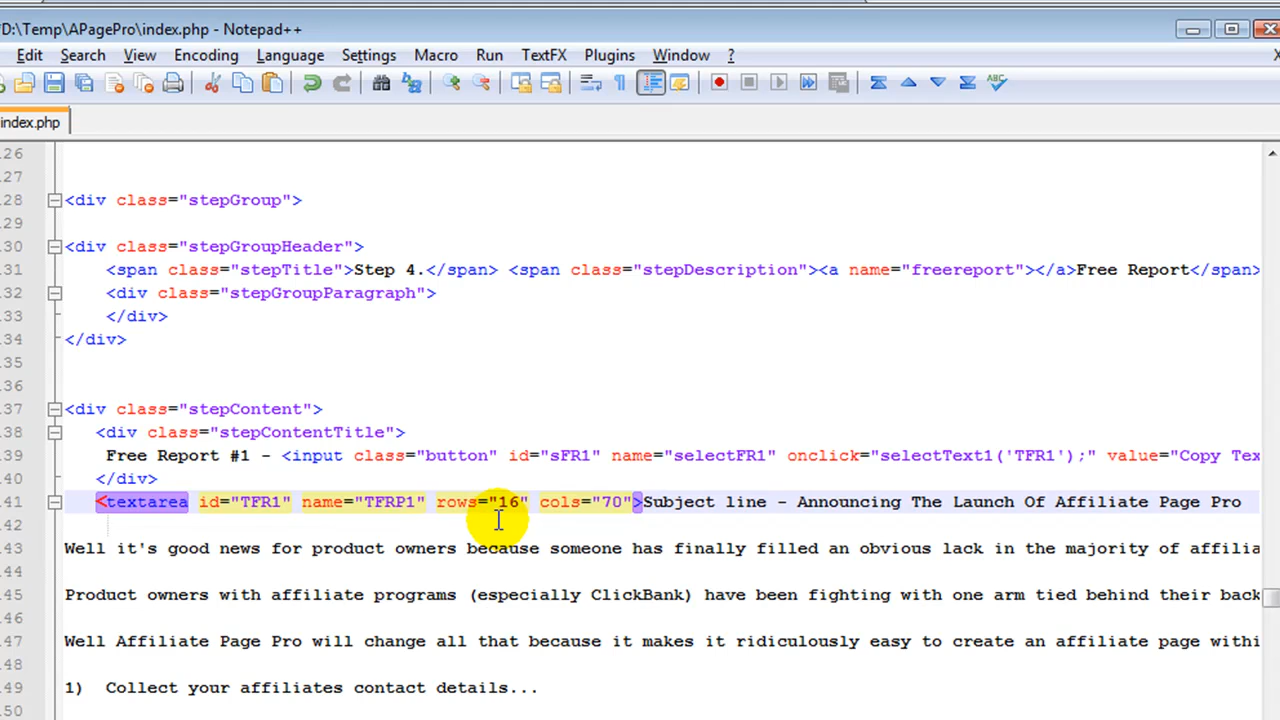 D:\Temp\APagePro\index.php - Notepad++
Edit Search View Encoding Language Settings Macro Run TextFX Plugins Window ?
index.php
26
27
28 <div class="stepGroup">
29
30 <div class="stepGroupHeader">
31 <span class="stepTitle">Step 4.</span> <span class="stepDescription"><a name="freereport"></a>Free Report</span>
32 <div class="stepGroupParagraph">
33 </div>
34 </div>
35
36
37 <div class="stepContent">
38 <div class="stepContentTitle">
39 Free Report #1 - <input class="button" id="sFR1" name="selectFR1" onclick="selectText1('TFR1');" value="Copy Tex
40 </div>
41 <textarea id="TFR1" name="TFRP1" rows="16" cols="70">Subject line - Announcing The Launch Of Affiliate Page Pro
42
43 Well it's good news for product owners because someone has finally filled an obvious lack in the majority of affilia
44
45 Product owners with affiliate programs (especially ClickBank) have been fighting with one arm tied behind their back
46
47 Well Affiliate Page Pro will change all that because it makes it ridiculously easy to create an affiliate page withi
48
49 1) Collect your affiliates contact details...
50